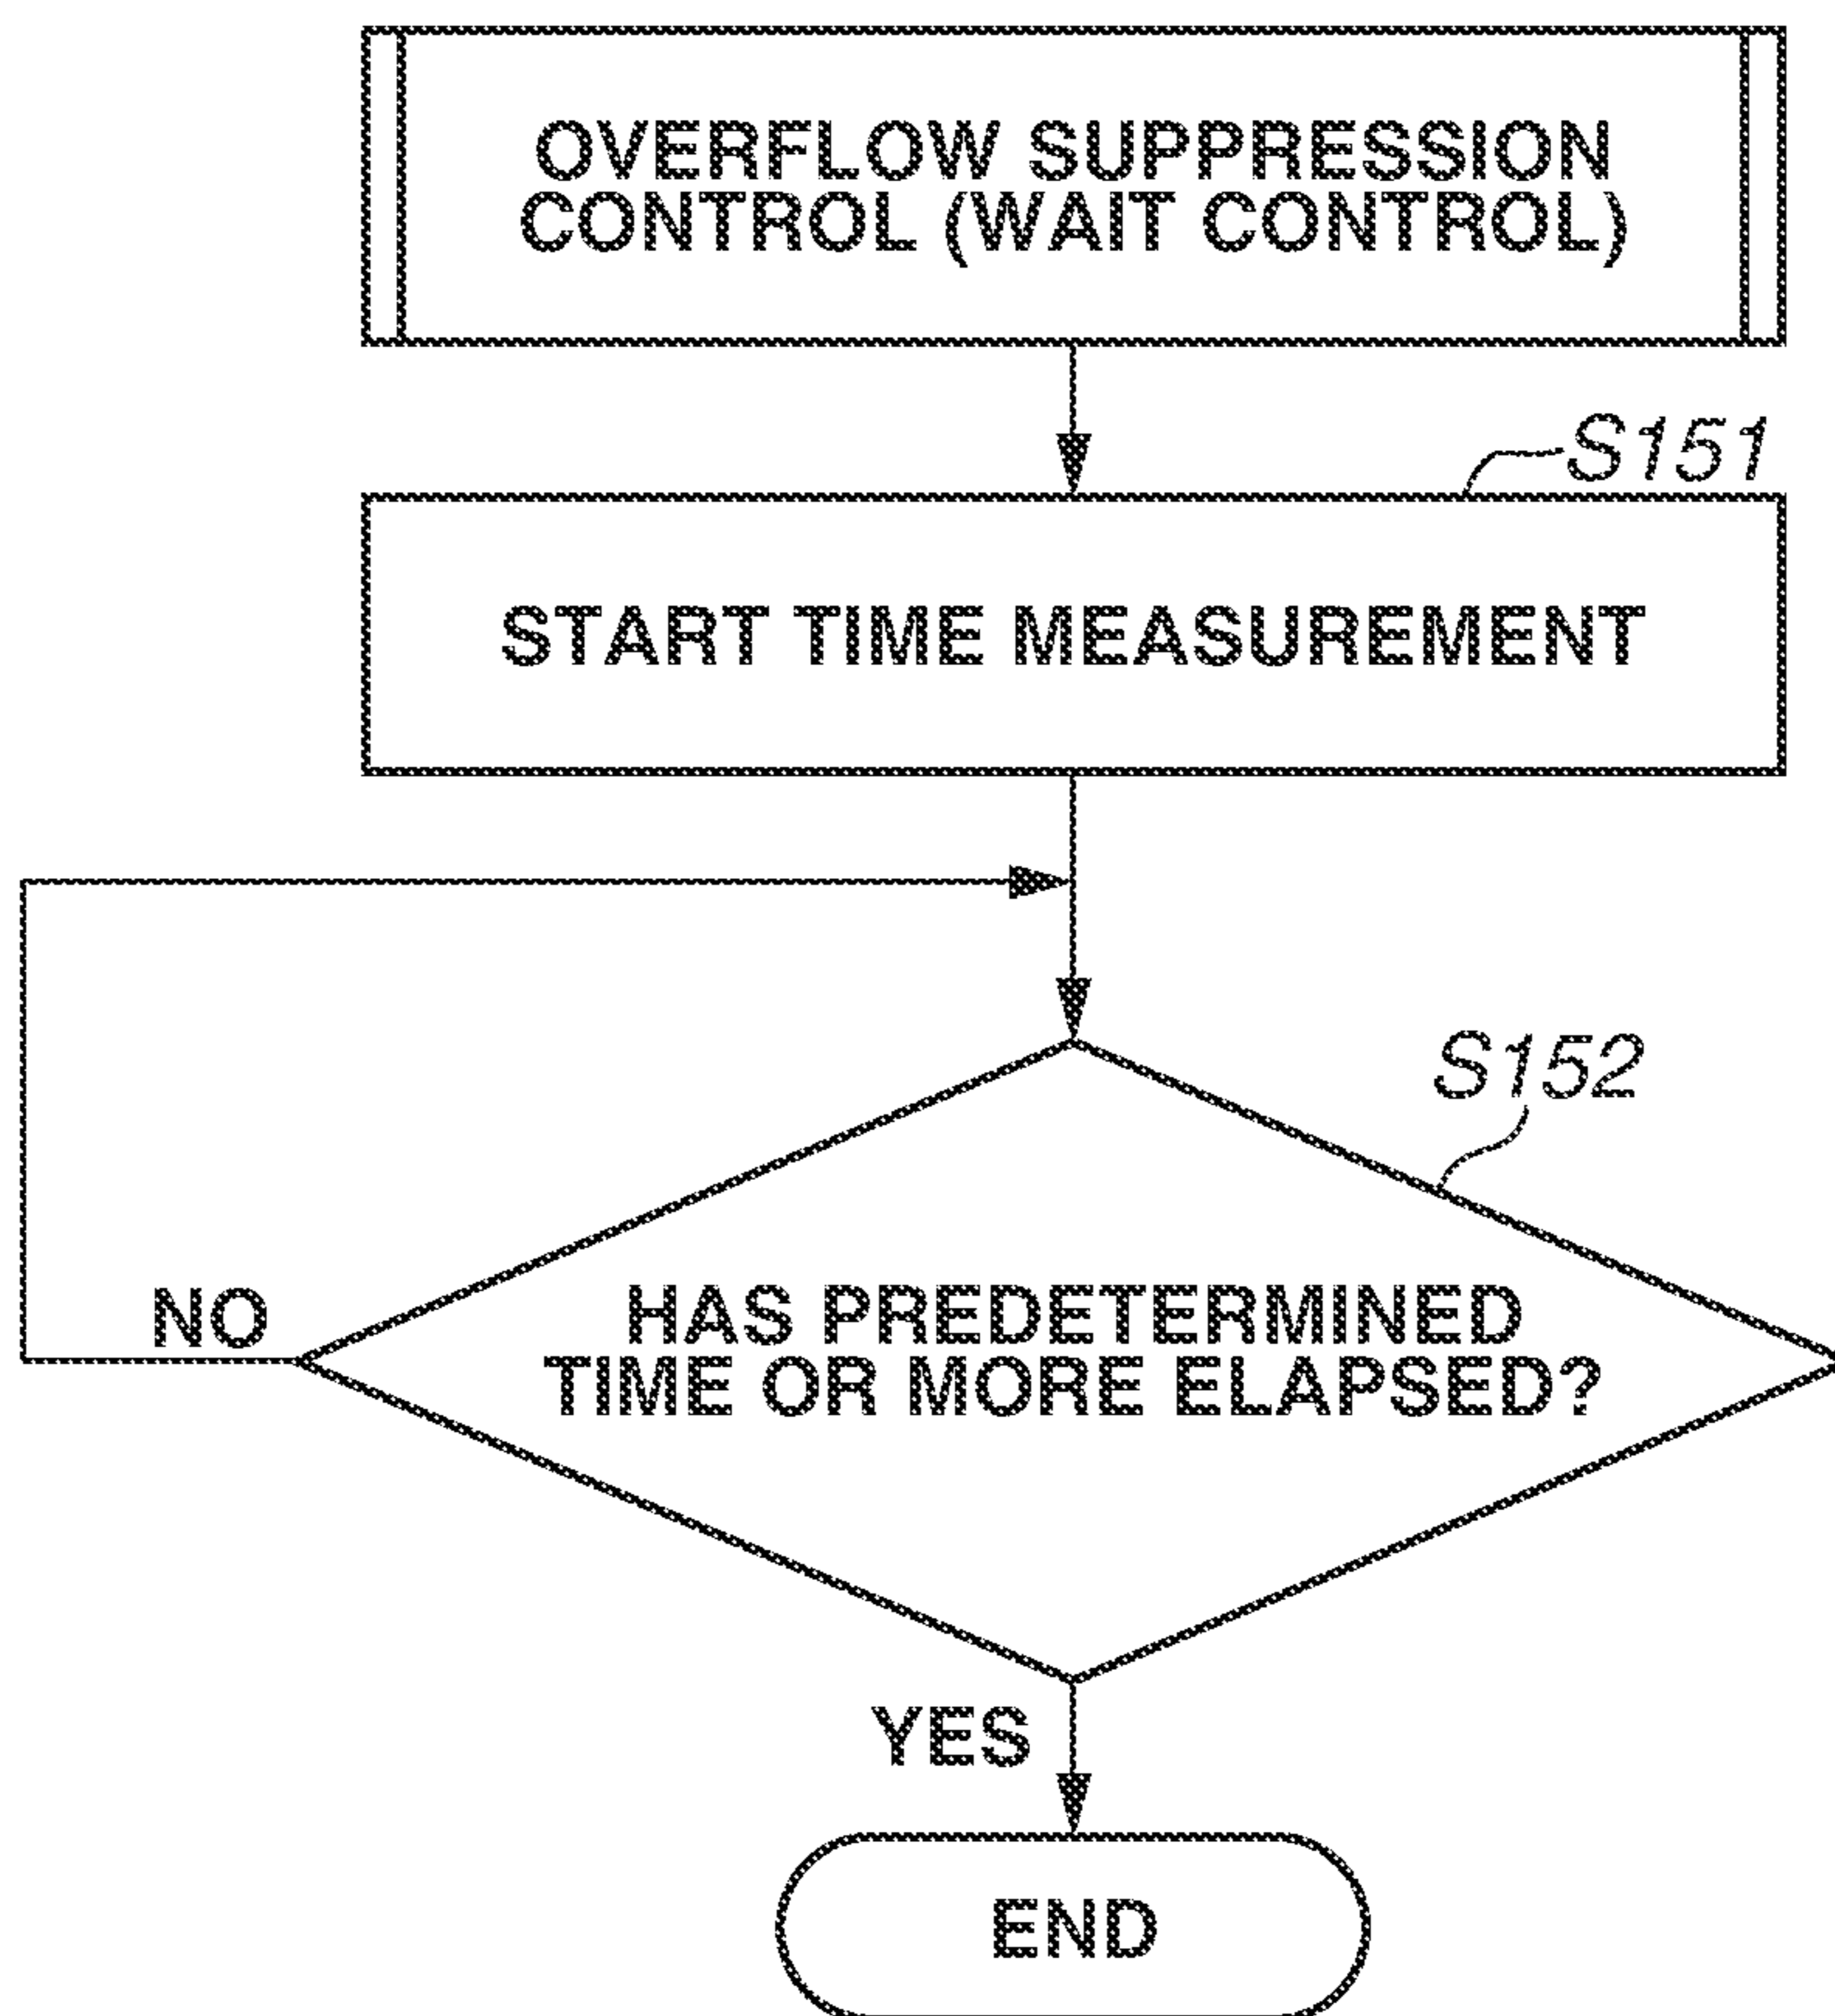 OVERFLOW SUPPRESSION
CONTROL (WAIT CONTROL)
S151
START TIME MEASUREMENT
S152
NO
HAS PREDETERMINED
TIME OR MORE ELAPSED?
YES
END